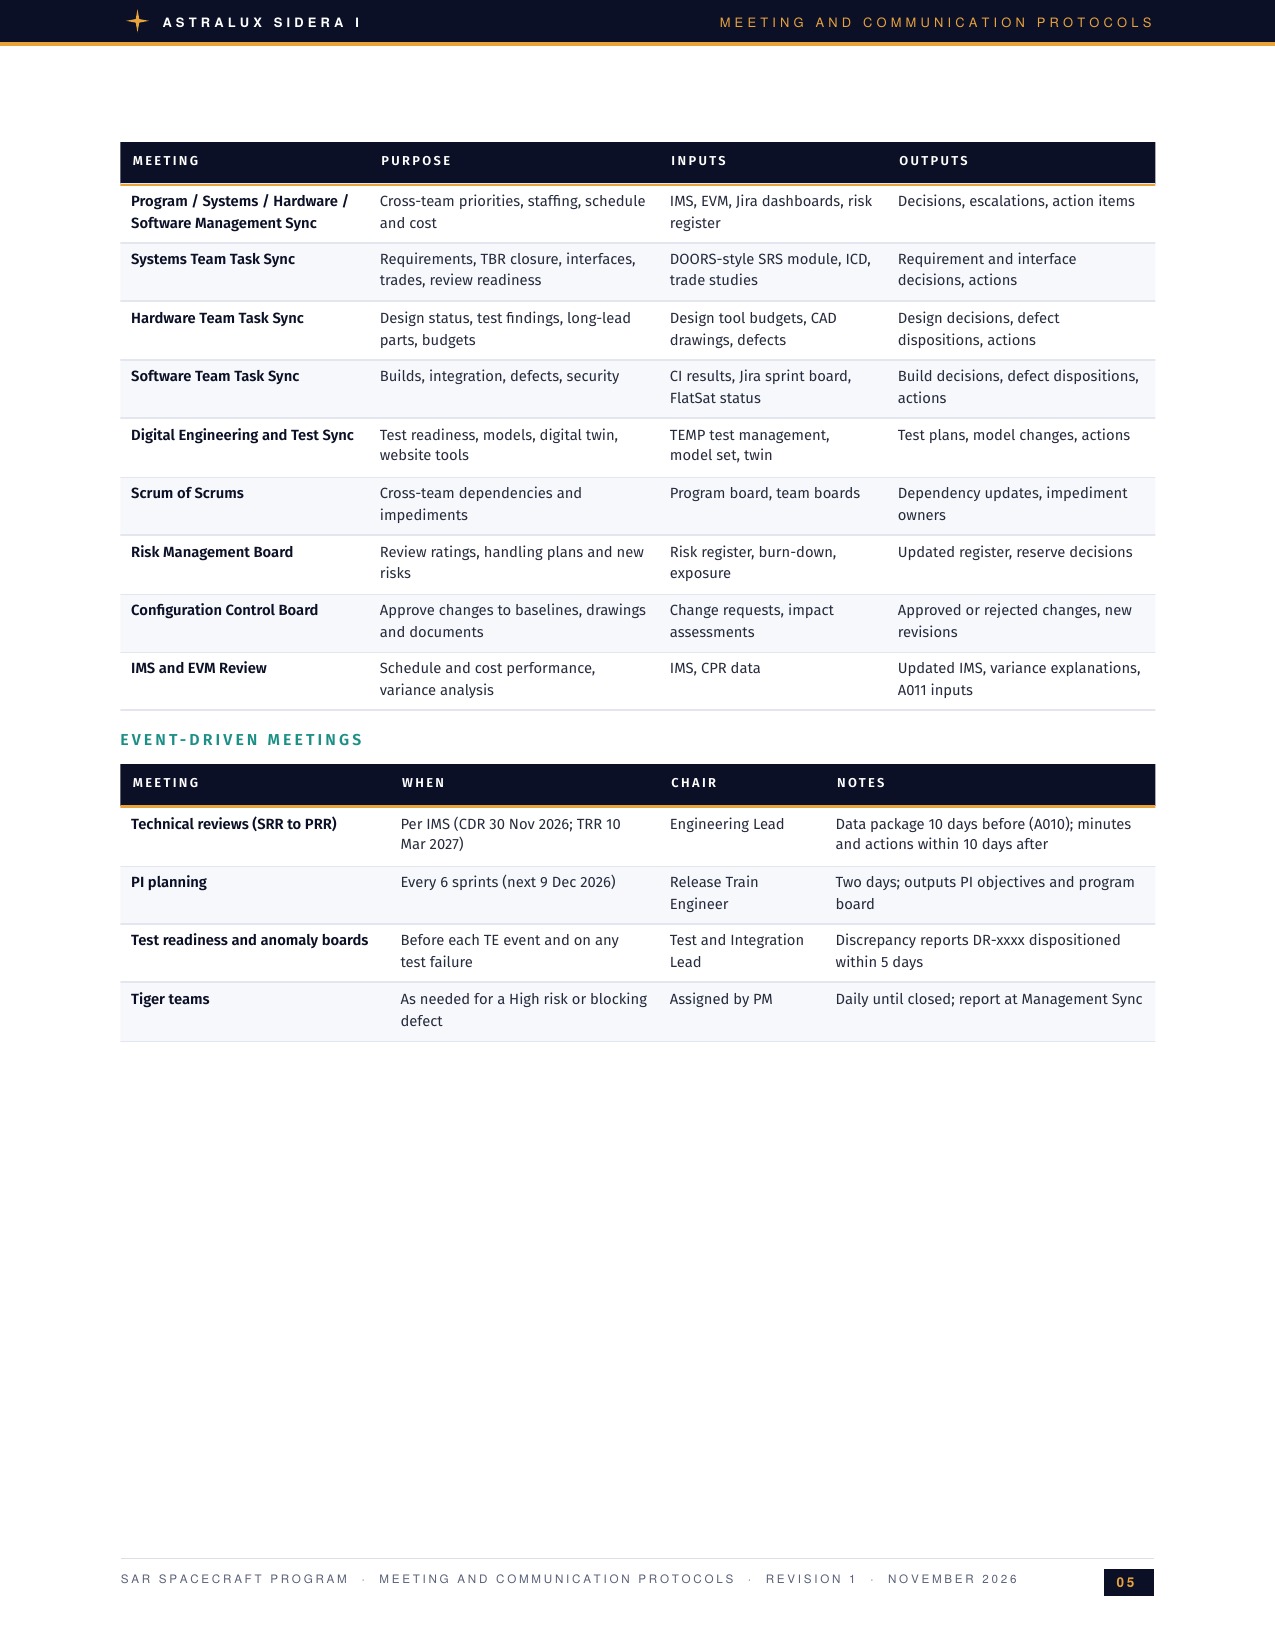 ASTRALUX SIDERA I
MEETING AND COMMUNICATION PROTOCOLS
MEETING PURPOSE INPUTS OUTPUTS
Program / Systems / Hardware / Cross-team priorities, staffing, schedule IMS, EVM, Jira dashboards, risk Decisions, escalations, action items
Software Management Sync and cost register
Systems Team Task Sync Requirements, TBR closure, interfaces, DOORS-style SRS module, ICD, Requirement and interface
trades, review readiness trade studies decisions, actions
Hardware Team Task Sync Design status, test findings, long-lead Design tool budgets, CAD Design decisions, defect
parts, budgets drawings, defects dispositions, actions
Software Team Task Sync Builds, integration, defects, security CI results, Jira sprint board, Build decisions, defect dispositions,
FlatSat status actions
Digital Engineering and Test Sync Test readiness, models, digital twin, TEMP test management, Test plans, model changes, actions
website tools model set, twin
Scrum of Scrums Cross-team dependencies and Program board, team boards Dependency updates, impediment
impediments owners
Risk Management Board Review ratings, handling plans and new Risk register, burn-down, Updated register, reserve decisions
risks exposure
Configuration Control Board Approve changes to baselines, drawings Change requests, impact Approved or rejected changes, new
and documents assessments revisions
IMS and EVM Review Schedule and cost performance, IMS, CPR data Updated IMS, variance explanations,
variance analysis A011 inputs
EVENT-DRIVEN MEETINGS
MEETING WHEN CHAIR NOTES
Technical reviews (SRR to PRR) Per IMS (CDR 30 Nov 2026; TRR 10 Engineering Lead Data package 10 days before (A010); minutes
Mar 2027) and actions within 10 days after
PI planning Every 6 sprints (next 9 Dec 2026) Release Train Two days; outputs PI objectives and program
Engineer board
Test readiness and anomaly boards Before each TE event and on any Test and Integration Discrepancy reports DR-xxxx dispositioned
test failure Lead within 5 days
Tiger teams As needed for a High risk or blocking Assigned by PM Daily until closed; report at Management Sync
defect
SAR SPACECRAFT PROGRAM · MEETING AND COMMUNICATION PROTOCOLS · REVISION 1 · NOVEMBER 2026
05